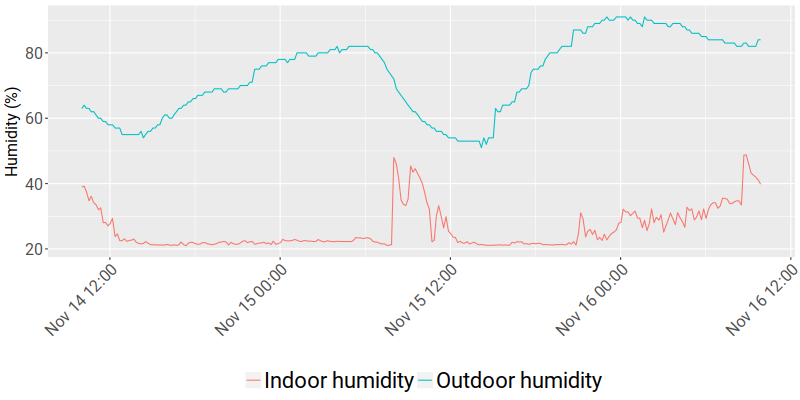 Humidity (%)
80
60
40
20
Nov 14 12:00
Nov 15 00:00
Nov 15 12:00
Nov 16 00:00
Nov 16 12:00
Indoor humidity
Outdoor humidity